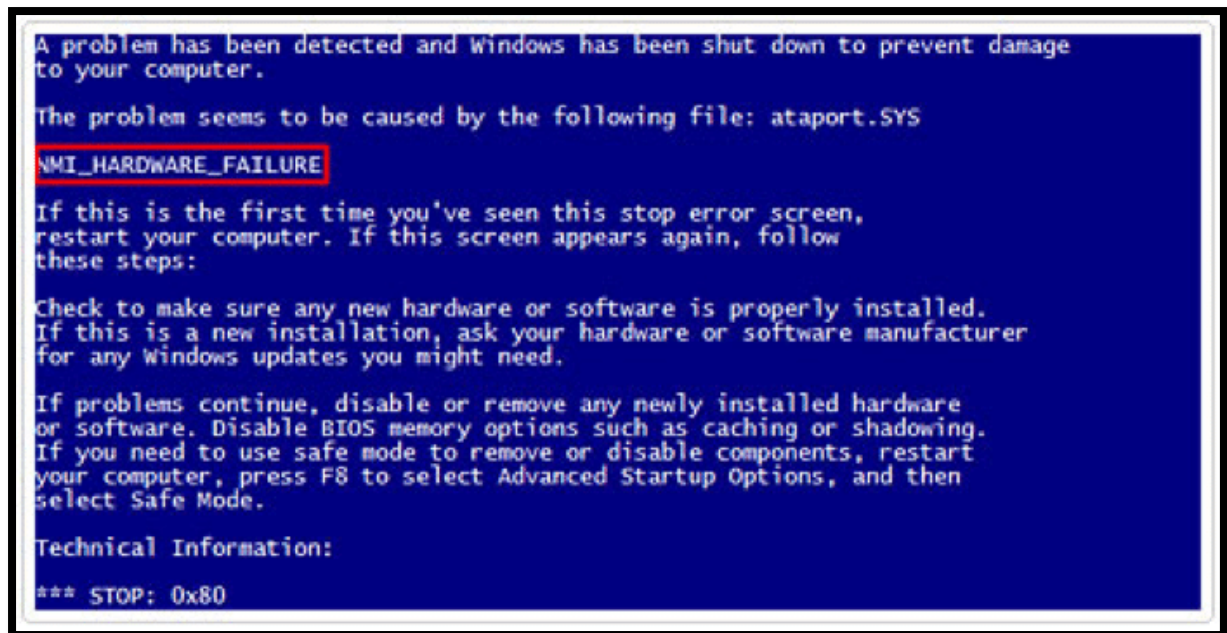 A problem has been detected and Windows has been shut down to prevent damage
to your computer.
The problem seems to be caused by the following file: ataport.SYS
NMI_HARDWARE_FAILURE
If this is the first time you've seen this stop error screen,
restart your computer. If this screen appears again, follow
these steps:
Check to make sure any new hardware or software is properly installed.
If this is a new installation, ask your hardware or software manufacturer
for any Windows updates you might need.
If problems continue, disable or remove any newly installed hardware
or software. Disable BIOS memory options such as caching or shadowing.
If you need to use safe mode to remove or disable components, restart
your computer, press F8 to select Advanced Startup Options, and then
select Safe Mode.
Technical Information:
*** STOP: 0x80